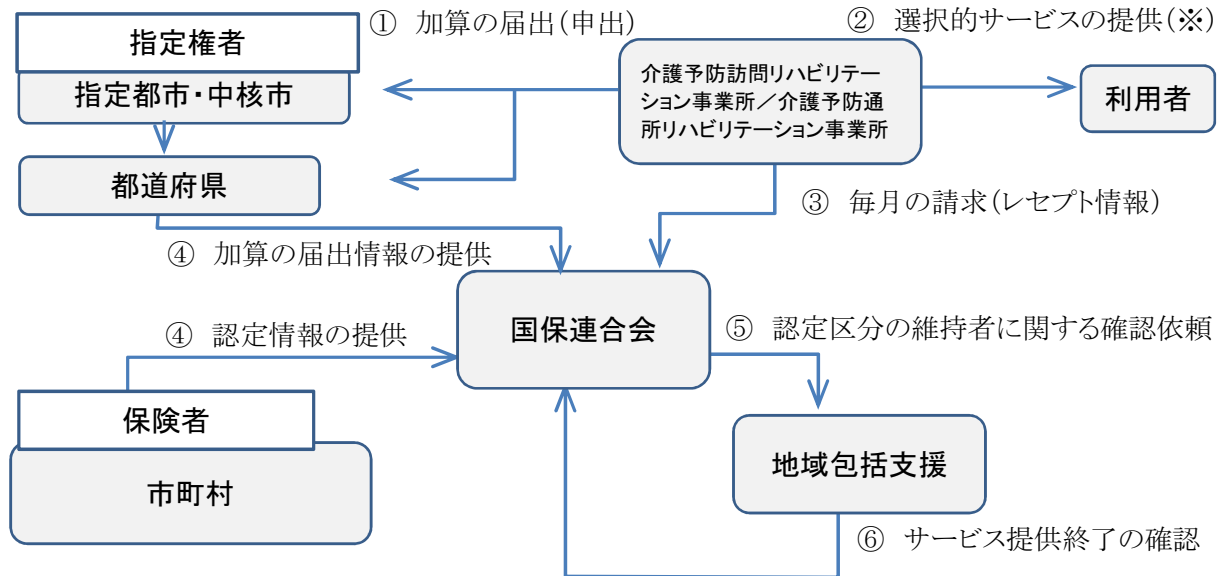 ① 加算の届出(申出)
② 選択的サービスの提供(※)
指定権者
指定都市・中核市
介護予防訪問リハビリテー
ション事業所／介護予防通
所リハビリテーション事業所
利用者
都道府県
③ 毎月の請求(レセプト情報)
④ 加算の届出情報の提供
国保連合会
④ 認定情報の提供
⑤ 認定区分の維持者に関する確認依頼
保険者
市町村
地域包括支援
⑥ サービス提供終了の確認